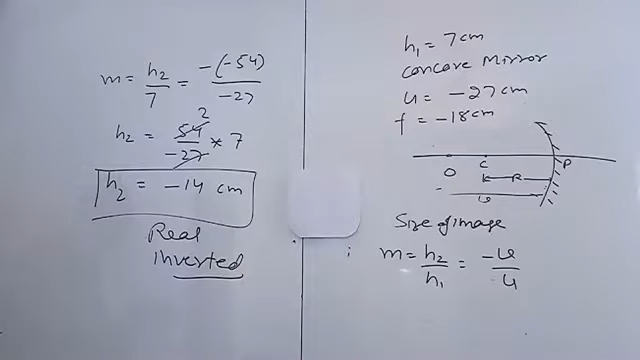 h₁ = 7cm
concave Mirror
u = -27cm
f = -18cm
O C P
R
u
Size of image
m = h₂/h₁ = -v/u
m = h₂/7 = -(-54)/-27
h₂ = 54/-27 * 7
2
h₂ = -14 cm
Real
inverted